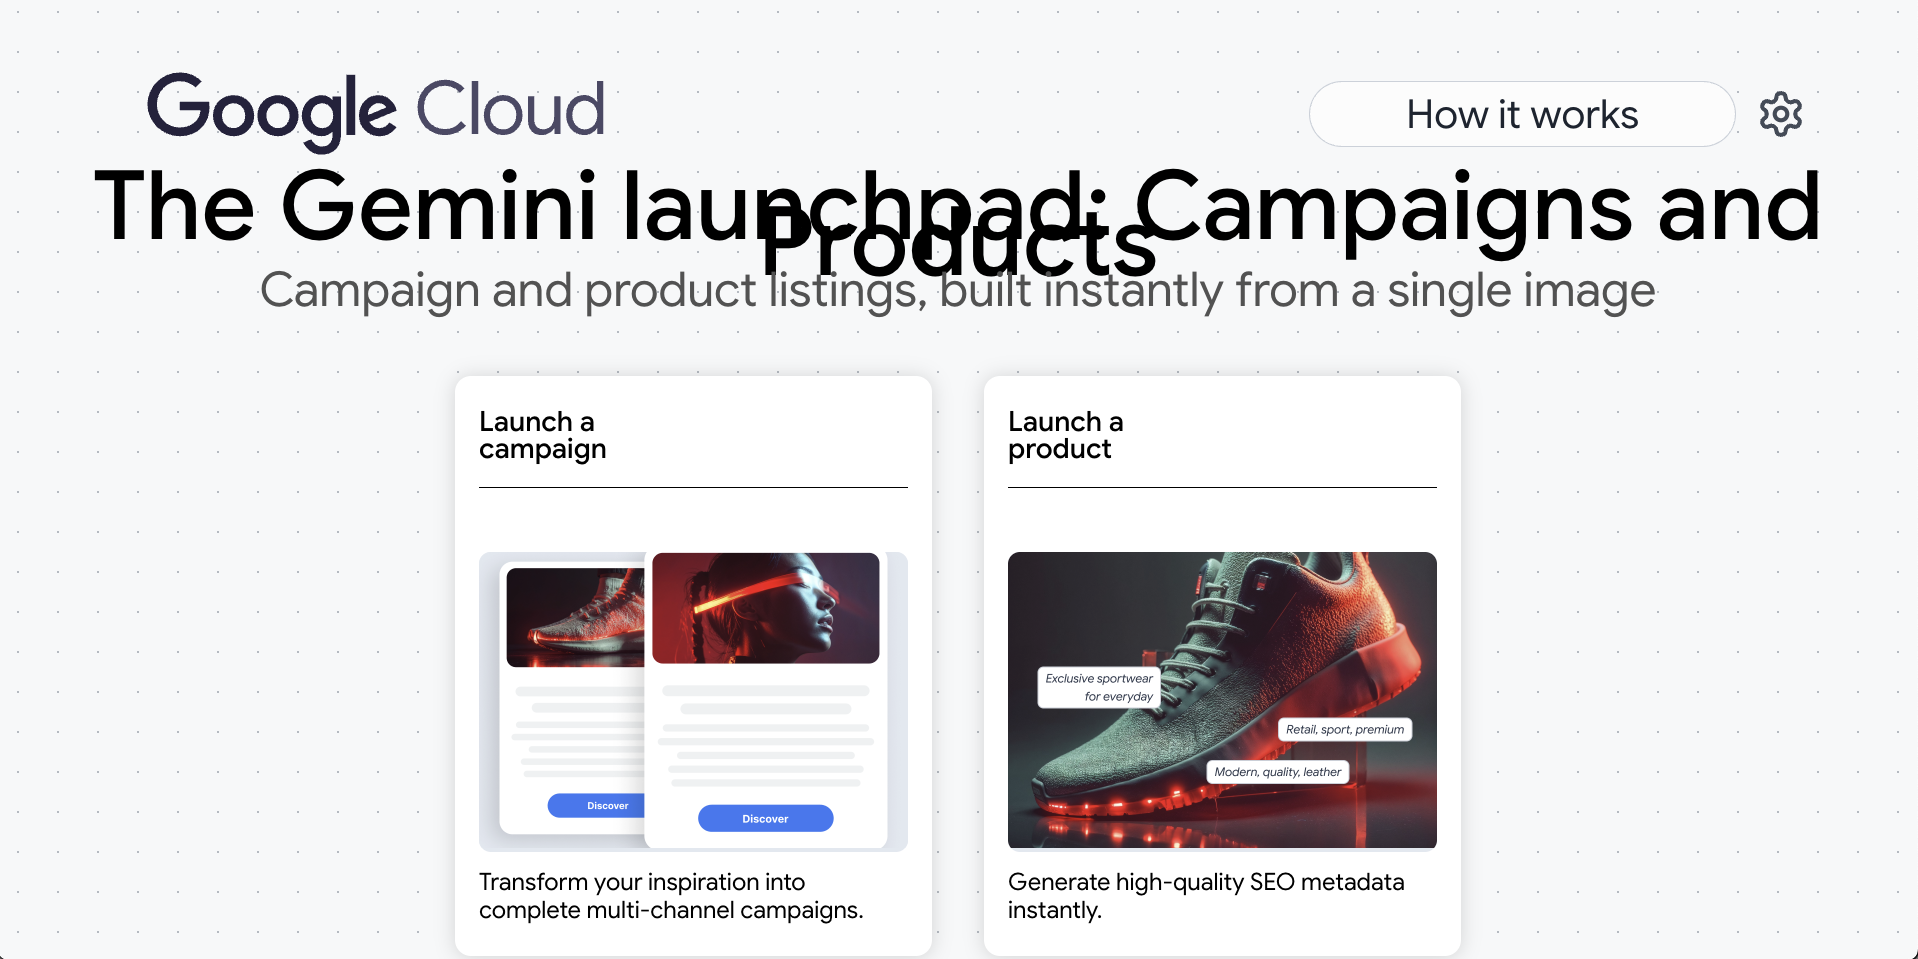 Google Cloud
How it works
The Gemini launchpad: Campaigns and
Products
Campaign and product listings, built instantly from a single image
Launch a
campaign
Discover
Discover
Transform your inspiration into
complete multi-channel campaigns.
Launch a
product
Exclusive sportwear
for everyday
Retail, sport, premium
Modern, quality, leather
Generate high-quality SEO metadata
instantly.